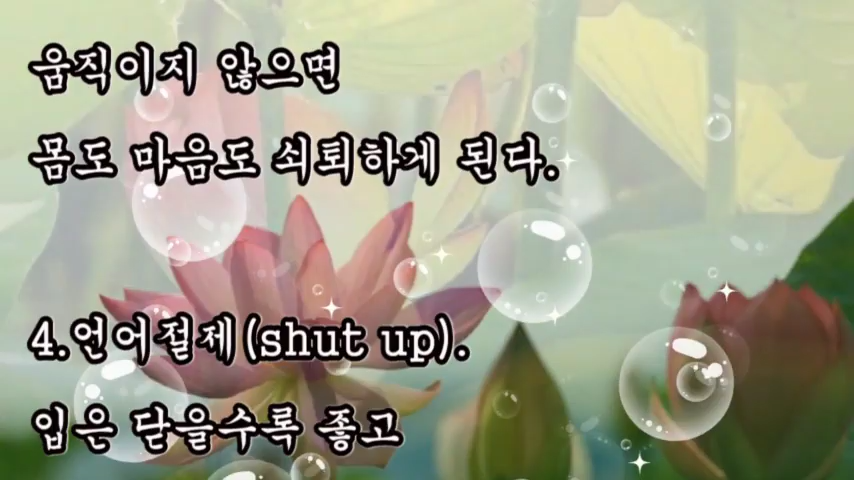 움직이지 않으면
몸도 마음도 쇠퇴하게 된다.
4.언어절제(shut up).
입은 닫을수록 좋고